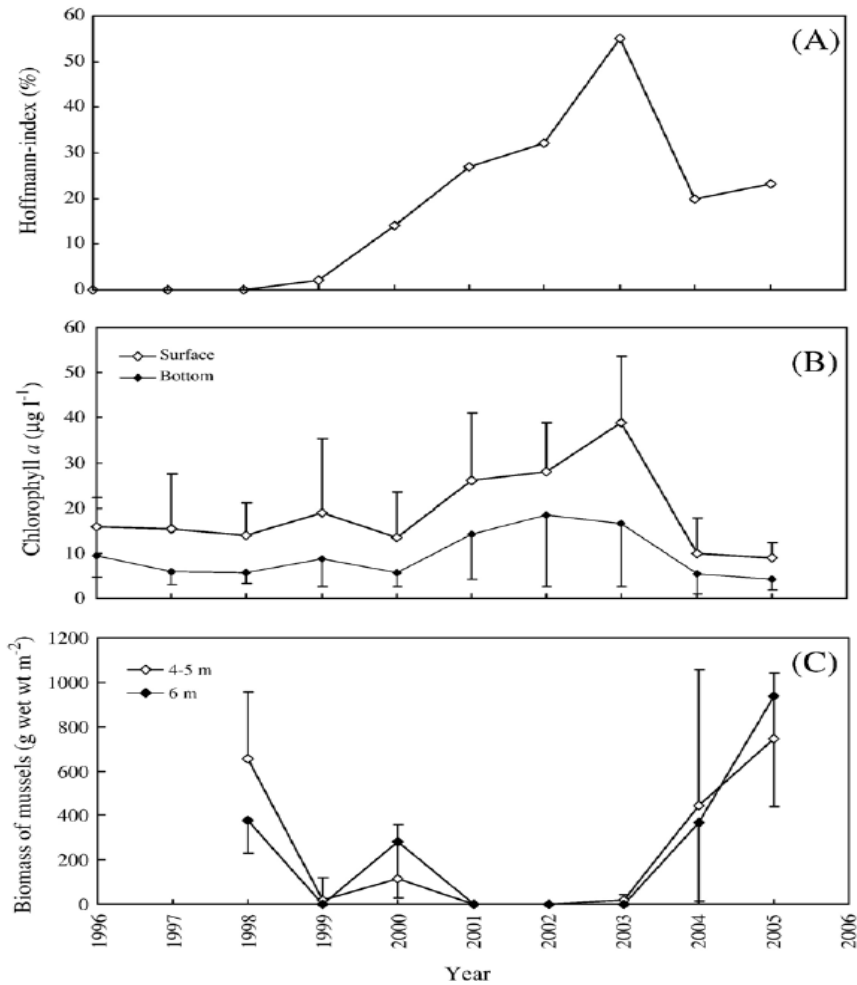 60
(A)
50
40
30
20
10
0
Hoffmann-index (%)
60
(B)
Surface
Bottom
50
40
30
20
10
0
Chlorophyll a (µg l⁻¹)
1200
(C)
4-5 m
6 m
1000
800
600
400
200
0
Biomass of mussels (g wet wt m⁻²)
1996
1997
1998
1999
2000
2001
2002
2003
2004
2005
2006
Year